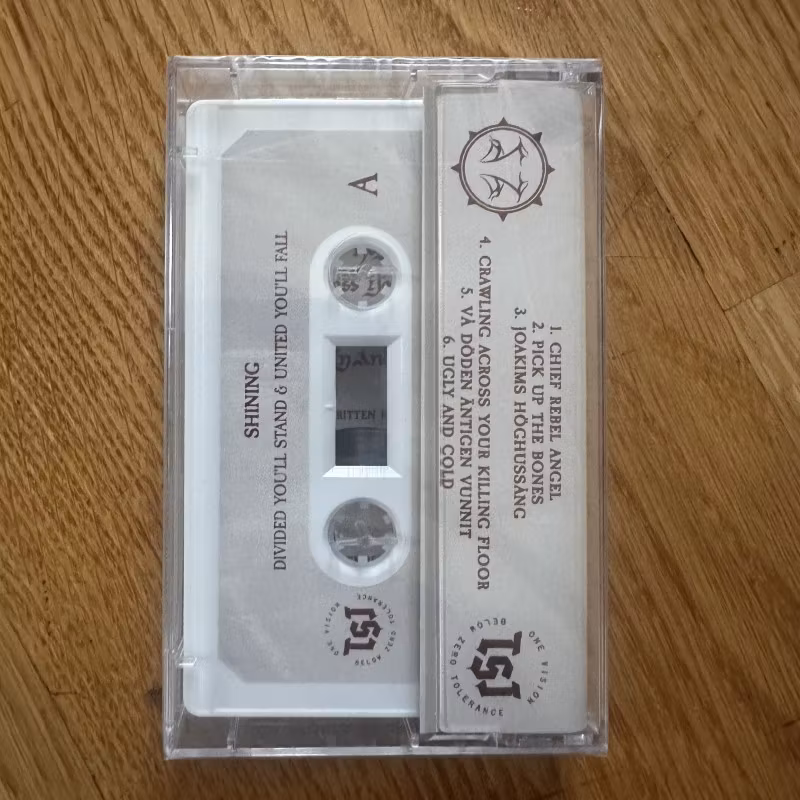 A
SHINING
DIVIDED YOU'LL STAND & UNITED YOU'LL FALL
RITTEN
ONE VISION
ZERO TOLERANCE
BELOW
1. CHIEF REBEL ANGEL
2. PICK UP THE BONES
3. JOAKIMS HÖGHUSSÅNG
4. CRAWLING ACROSS YOUR KILLING FLOOR
5. VÅ DÖDEN ÄNTIGEN VUNNIT
6. UGLY AND COLD
ONE VISION
ZERO TOLERANCE
BELOW